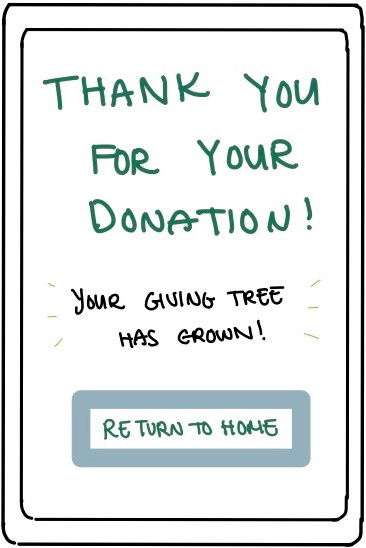 THANK YOU
FOR YOUR
DONATION!
YOUR GIVING TREE
HAS GROWN!
RETURN TO HOME